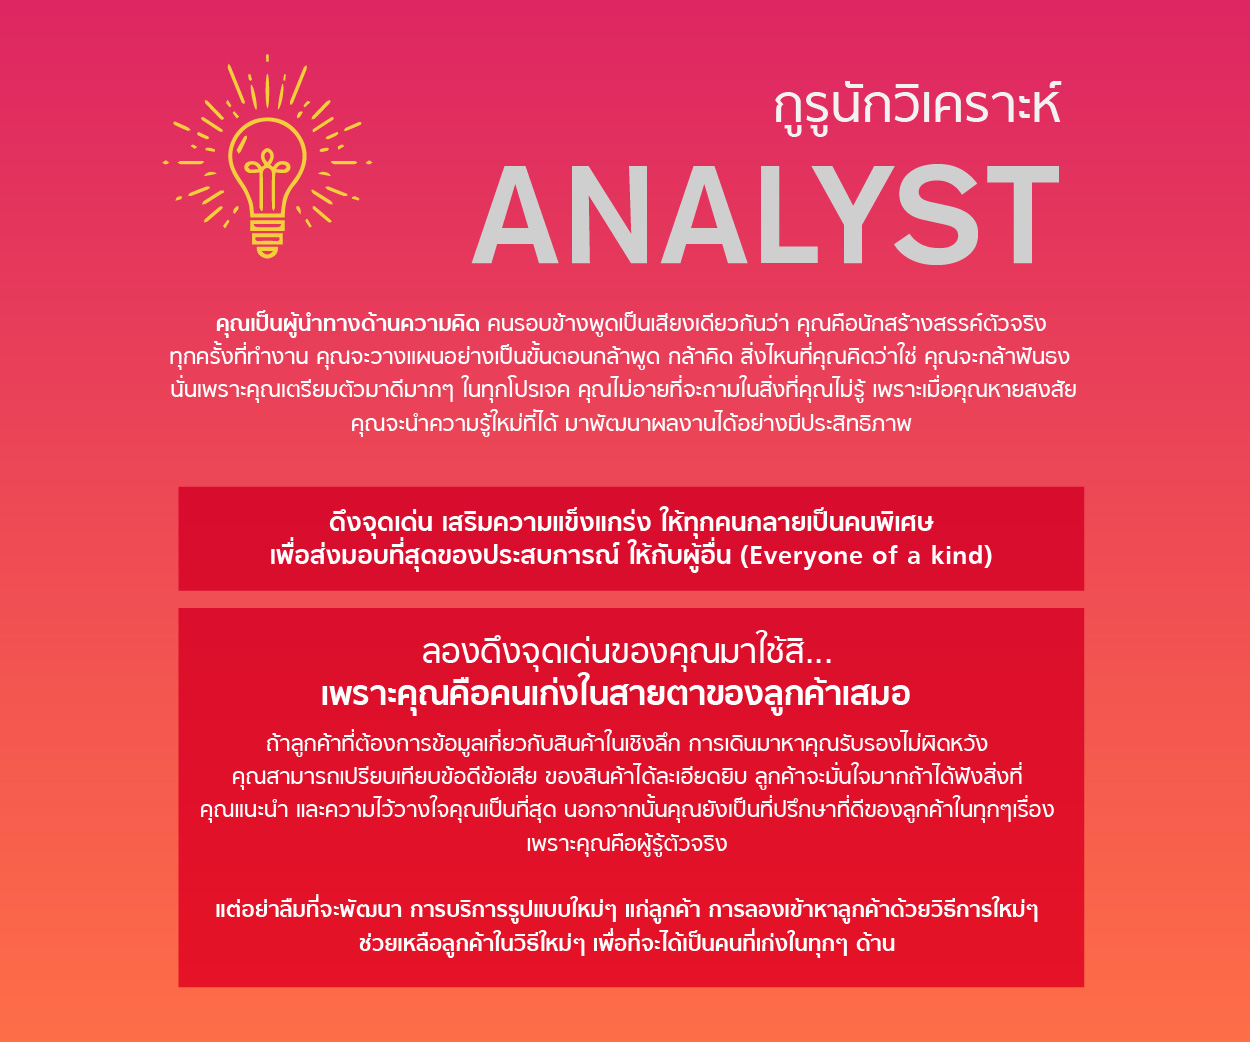 กูรูนักวิเคราะห์
ANALYST
คุณเป็นผู้นำทางด้านความคิด คนรอบข้างพูดเป็นเสียงเดียวกันว่า คุณคือนักสร้างสรรค์ตัวจริง
ทุกครั้งที่ทำงาน คุณจะวางแผนอย่างเป็นขั้นตอนกล้าพูด กล้าคิด สิ่งไหนที่คุณคิดว่าใช่ คุณจะกล้าฟันธง
นั่นเพราะคุณเตรียมตัวมาดีมากๆ ในทุกโปรเจค คุณไม่อายที่จะถามในสิ่งที่คุณไม่รู้ เพราะเมื่อคุณหายสงสัย
คุณจะนำความรู้ใหม่ที่ได้ มาพัฒนาผลงานได้อย่างมีประสิทธิภาพ
ดึงจุดเด่น เสริมความแข็งแกร่ง ให้ทุกคนกลายเป็นคนพิเศษ
เพื่อส่งมอบที่สุดของประสบการณ์ ให้กับผู้อื่น (Everyone of a kind)
ลองดึงจุดเด่นของคุณมาใช้สิ...
เพราะคุณคือคนเก่งในสายตาของลูกค้าเสมอ
ถ้าลูกค้าที่ต้องการข้อมูลเกี่ยวกับสินค้าในเชิงลึก การเดินมาหาคุณรับรองไม่ผิดหวัง
คุณสามารถเปรียบเทียบข้อดีข้อเสีย ของสินค้าได้ละเอียดยิบ ลูกค้าจะมั่นใจมากถ้าได้ฟังสิ่งที่
คุณแนะนำ และความไว้วางใจคุณเป็นที่สุด นอกจากนั้นคุณยังเป็นที่ปรึกษาที่ดีของลูกค้าในทุกๆเรื่อง
เพราะคุณคือผู้รู้ตัวจริง
แต่อย่าลืมที่จะพัฒนา การบริการรูปแบบใหม่ๆ แก่ลูกค้า การลองเข้าหาลูกค้าด้วยวิธีการใหม่ๆ
ช่วยเหลือลูกค้าในวิธีใหม่ๆ เพื่อที่จะได้เป็นคนที่เก่งในทุกๆ ด้าน